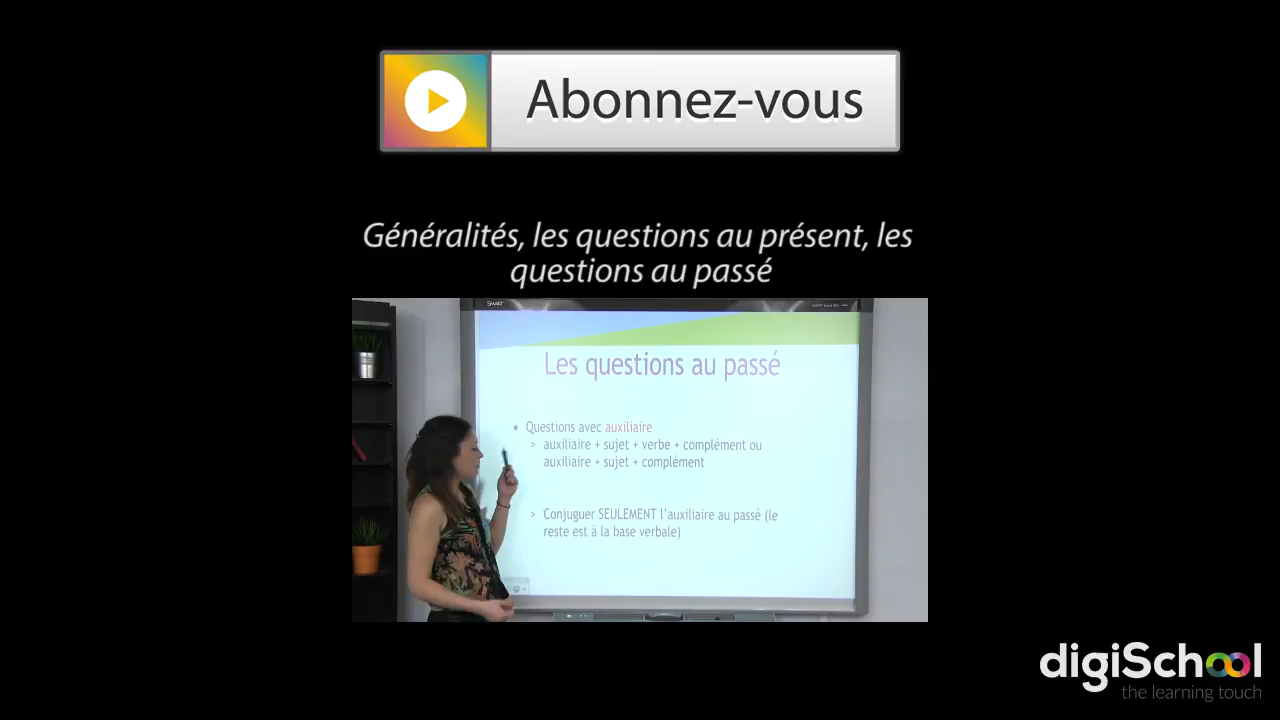 Abonnez-vous
Généralités, les questions au présent, les
questions au passé
SMART
Les questions au passé
• Questions avec auxiliaire
> auxiliaire + sujet + verbe + complément ou
auxiliaire + sujet + complément
> Conjuguer SEULEMENT l'auxiliaire au passé (le
reste est à la base verbale)
digiSchool
the learning touch